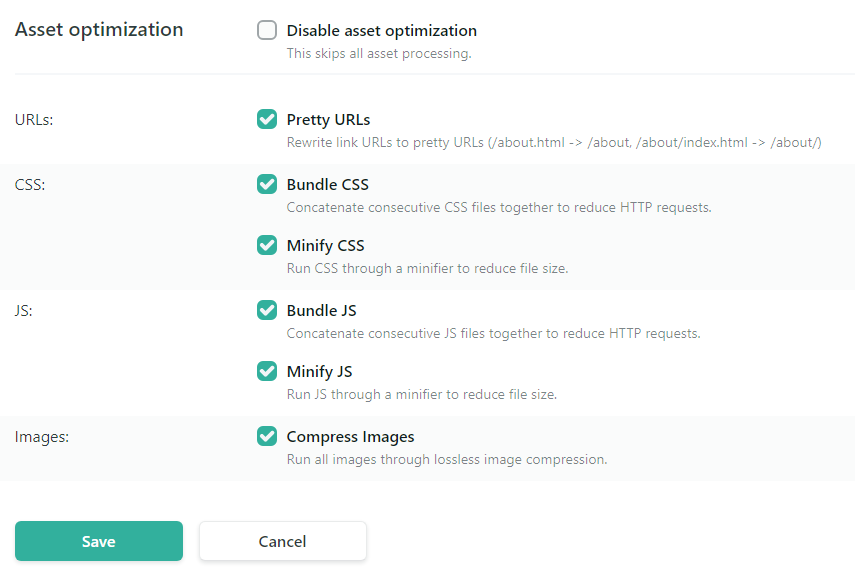 Asset optimization
Disable asset optimization
This skips all asset processing.
URLs:
Pretty URLs
Rewrite link URLs to pretty URLs (/about.html -> /about, /about/index.html -> /about/)
CSS:
Bundle CSS
Concatenate consecutive CSS files together to reduce HTTP requests.
Minify CSS
Run CSS through a minifier to reduce file size.
JS:
Bundle JS
Concatenate consecutive JS files together to reduce HTTP requests.
Minify JS
Run JS through a minifier to reduce file size.
Images:
Compress Images
Run all images through lossless image compression.
Save
Cancel